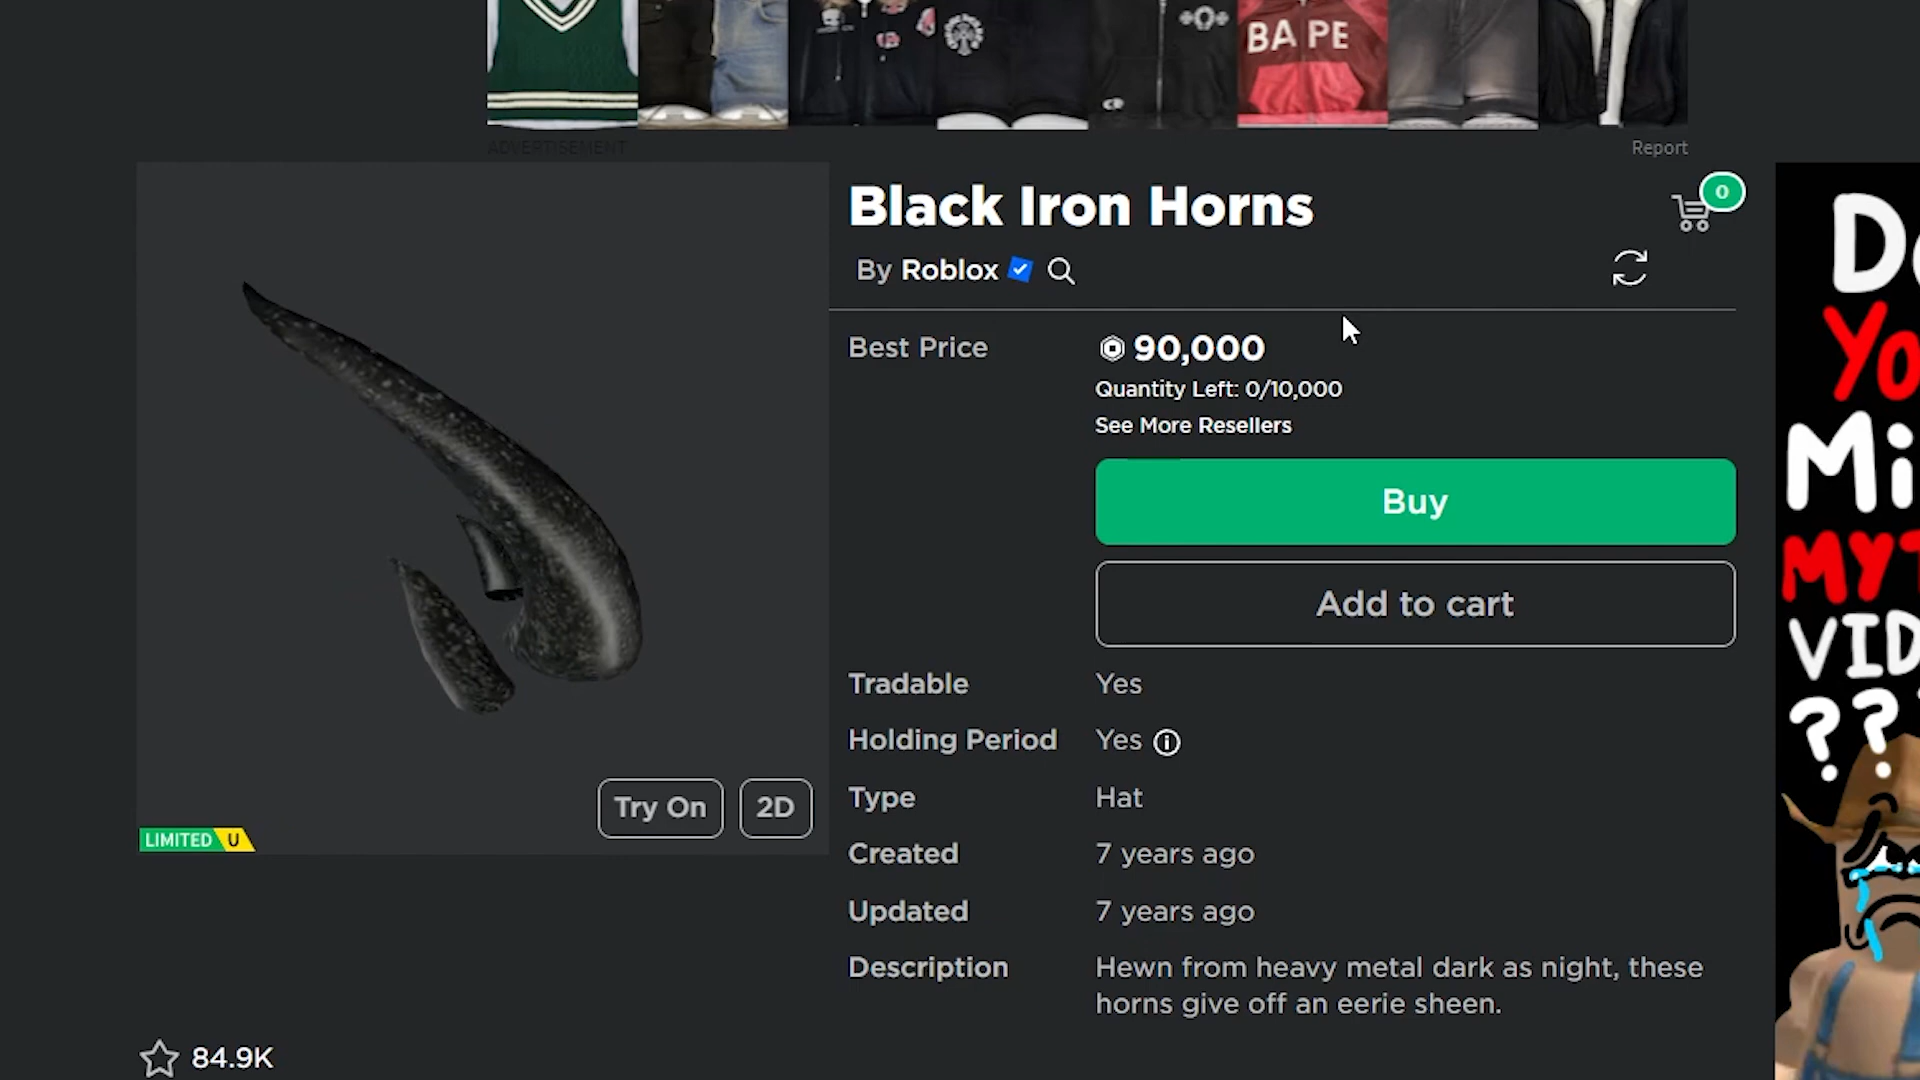 BAPE
ADVERTISEMENT
Report
Black Iron Horns
0
By Roblox
Best Price
90,000
Quantity Left: 0/10,000
See More Resellers
Buy
Add to cart
Tradable
Yes
Holding Period
Yes
Type
Hat
Created
7 years ago
Updated
7 years ago
Description
Hewn from heavy metal dark as night, these
horns give off an eerie sheen.
Try On
2D
LIMITED U
84.9K
??